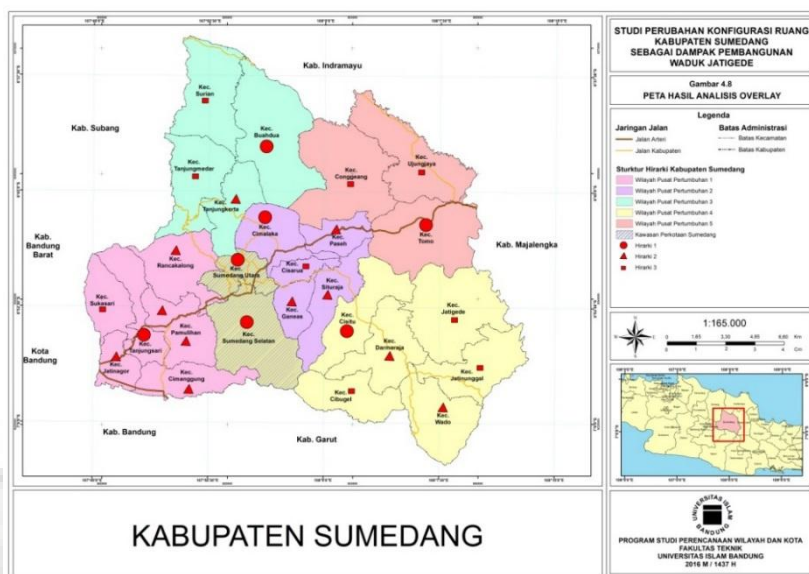 Kab. Indramayu
Kab. Subang
Kab. Bandung Barat
Kota Bandung
Kab. Bandung
Kab. Garut
Kab. Majalengka
Kec. Surian
Kec. Buahdua
Kec. Tanjungmedar
Kec. Tanjungkerta
Kec. Conggeang
Kec. Ujungjaya
Kec. Tomo
Kec. Cimalaka
Kec. Paseh
Kec. Cisarua
Kec. Situraja
Kec. Ganeas
Kec. Rancakalong
Kec. Sumedang Utara
Kec. Sumedang Selatan
Kec. Sukasari
Kec. Tanjungsari
Kec. Pamulihan
Kec. Jatinagor
Kec. Cimanggung
Kec. Cisitu
Kec. Darmaraja
Kec. Jatigede
Kec. Jatinunggal
Kec. Cibugel
Kec. Wado
KABUPATEN SUMEDANG
STUDI PERUBAHAN KONFIGURASI RUANG
KABUPATEN SUMEDANG
SEBAGAI DAMPAK PEMBANGUNAN
WADUK JATIGEDE
Gambar 4.8
PETA HASIL ANALISIS OVERLAY
Legenda
Jaringan Jalan
Jalan Arteri
Jalan Kabupaten
Batas Administrasi
Batas Kecamatan
Batas Kabupaten
Sturktur Hirarki Kabupaten Sumedang
Wilayah Pusat Pertumbuhan 1
Wilayah Pusat Pertumbuhan 2
Wilayah Pusat Pertumbuhan 3
Wilayah Pusat Pertumbuhan 4
Wilayah Pusat Pertumbuhan 5
Kawasan Perkotaan Sumedang
Hirarki 1
Hirarki 2
Hirarki 3
1:165.000
UNIVERSITAS ISLAM
BANDUNG
PROGRAM STUDI PERENCANAAN WILAYAH DAN KOTA
FAKULTAS TEKNIK
UNIVERSITAS ISLAM BANDUNG
2016 M / 1437 H